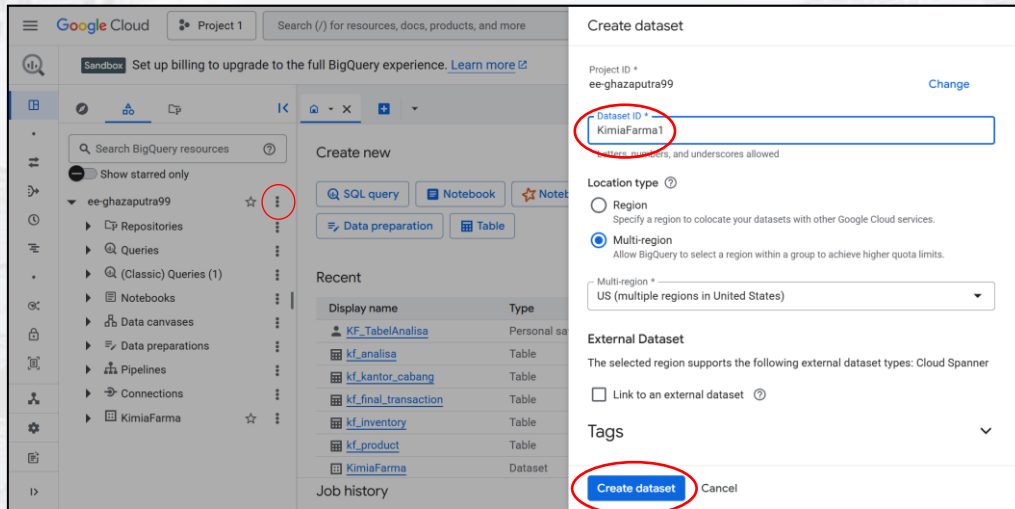 Google Cloud
Project 1
Search (/) for resources, docs, products, and more
Sandbox Set up billing to upgrade to the full BigQuery experience. Learn more
Search BigQuery resources
Show starred only
ee-ghazaputra99
Repositories
Queries
(Classic) Queries (1)
Notebooks
Data canvases
Data preparations
Pipelines
Connections
KimiaFarma
Create new
SQL query
Notebook
Data preparation
Table
Recent
Display name Type
KF_TabelAnalisa Personal
kf_analisa Table
kf_kantor_cabang Table
kf_final_transaction Table
kf_inventory Table
kf_product Table
KimiaFarma Dataset
Job history
Create dataset
Project ID *
ee-ghazaputra99
Change
Dataset ID *
KimiaFarma1
Letters, numbers, and underscores allowed
Location type
Region
Specify a region to colocate your datasets with other Google Cloud services.
Multi-region
Allow BigQuery to select a region within a group to achieve higher quota limits.
Multi-region *
US (multiple regions in United States)
External Dataset
The selected region supports the following external dataset types: Cloud Spanner
Link to an external dataset
Tags
Create dataset
Cancel